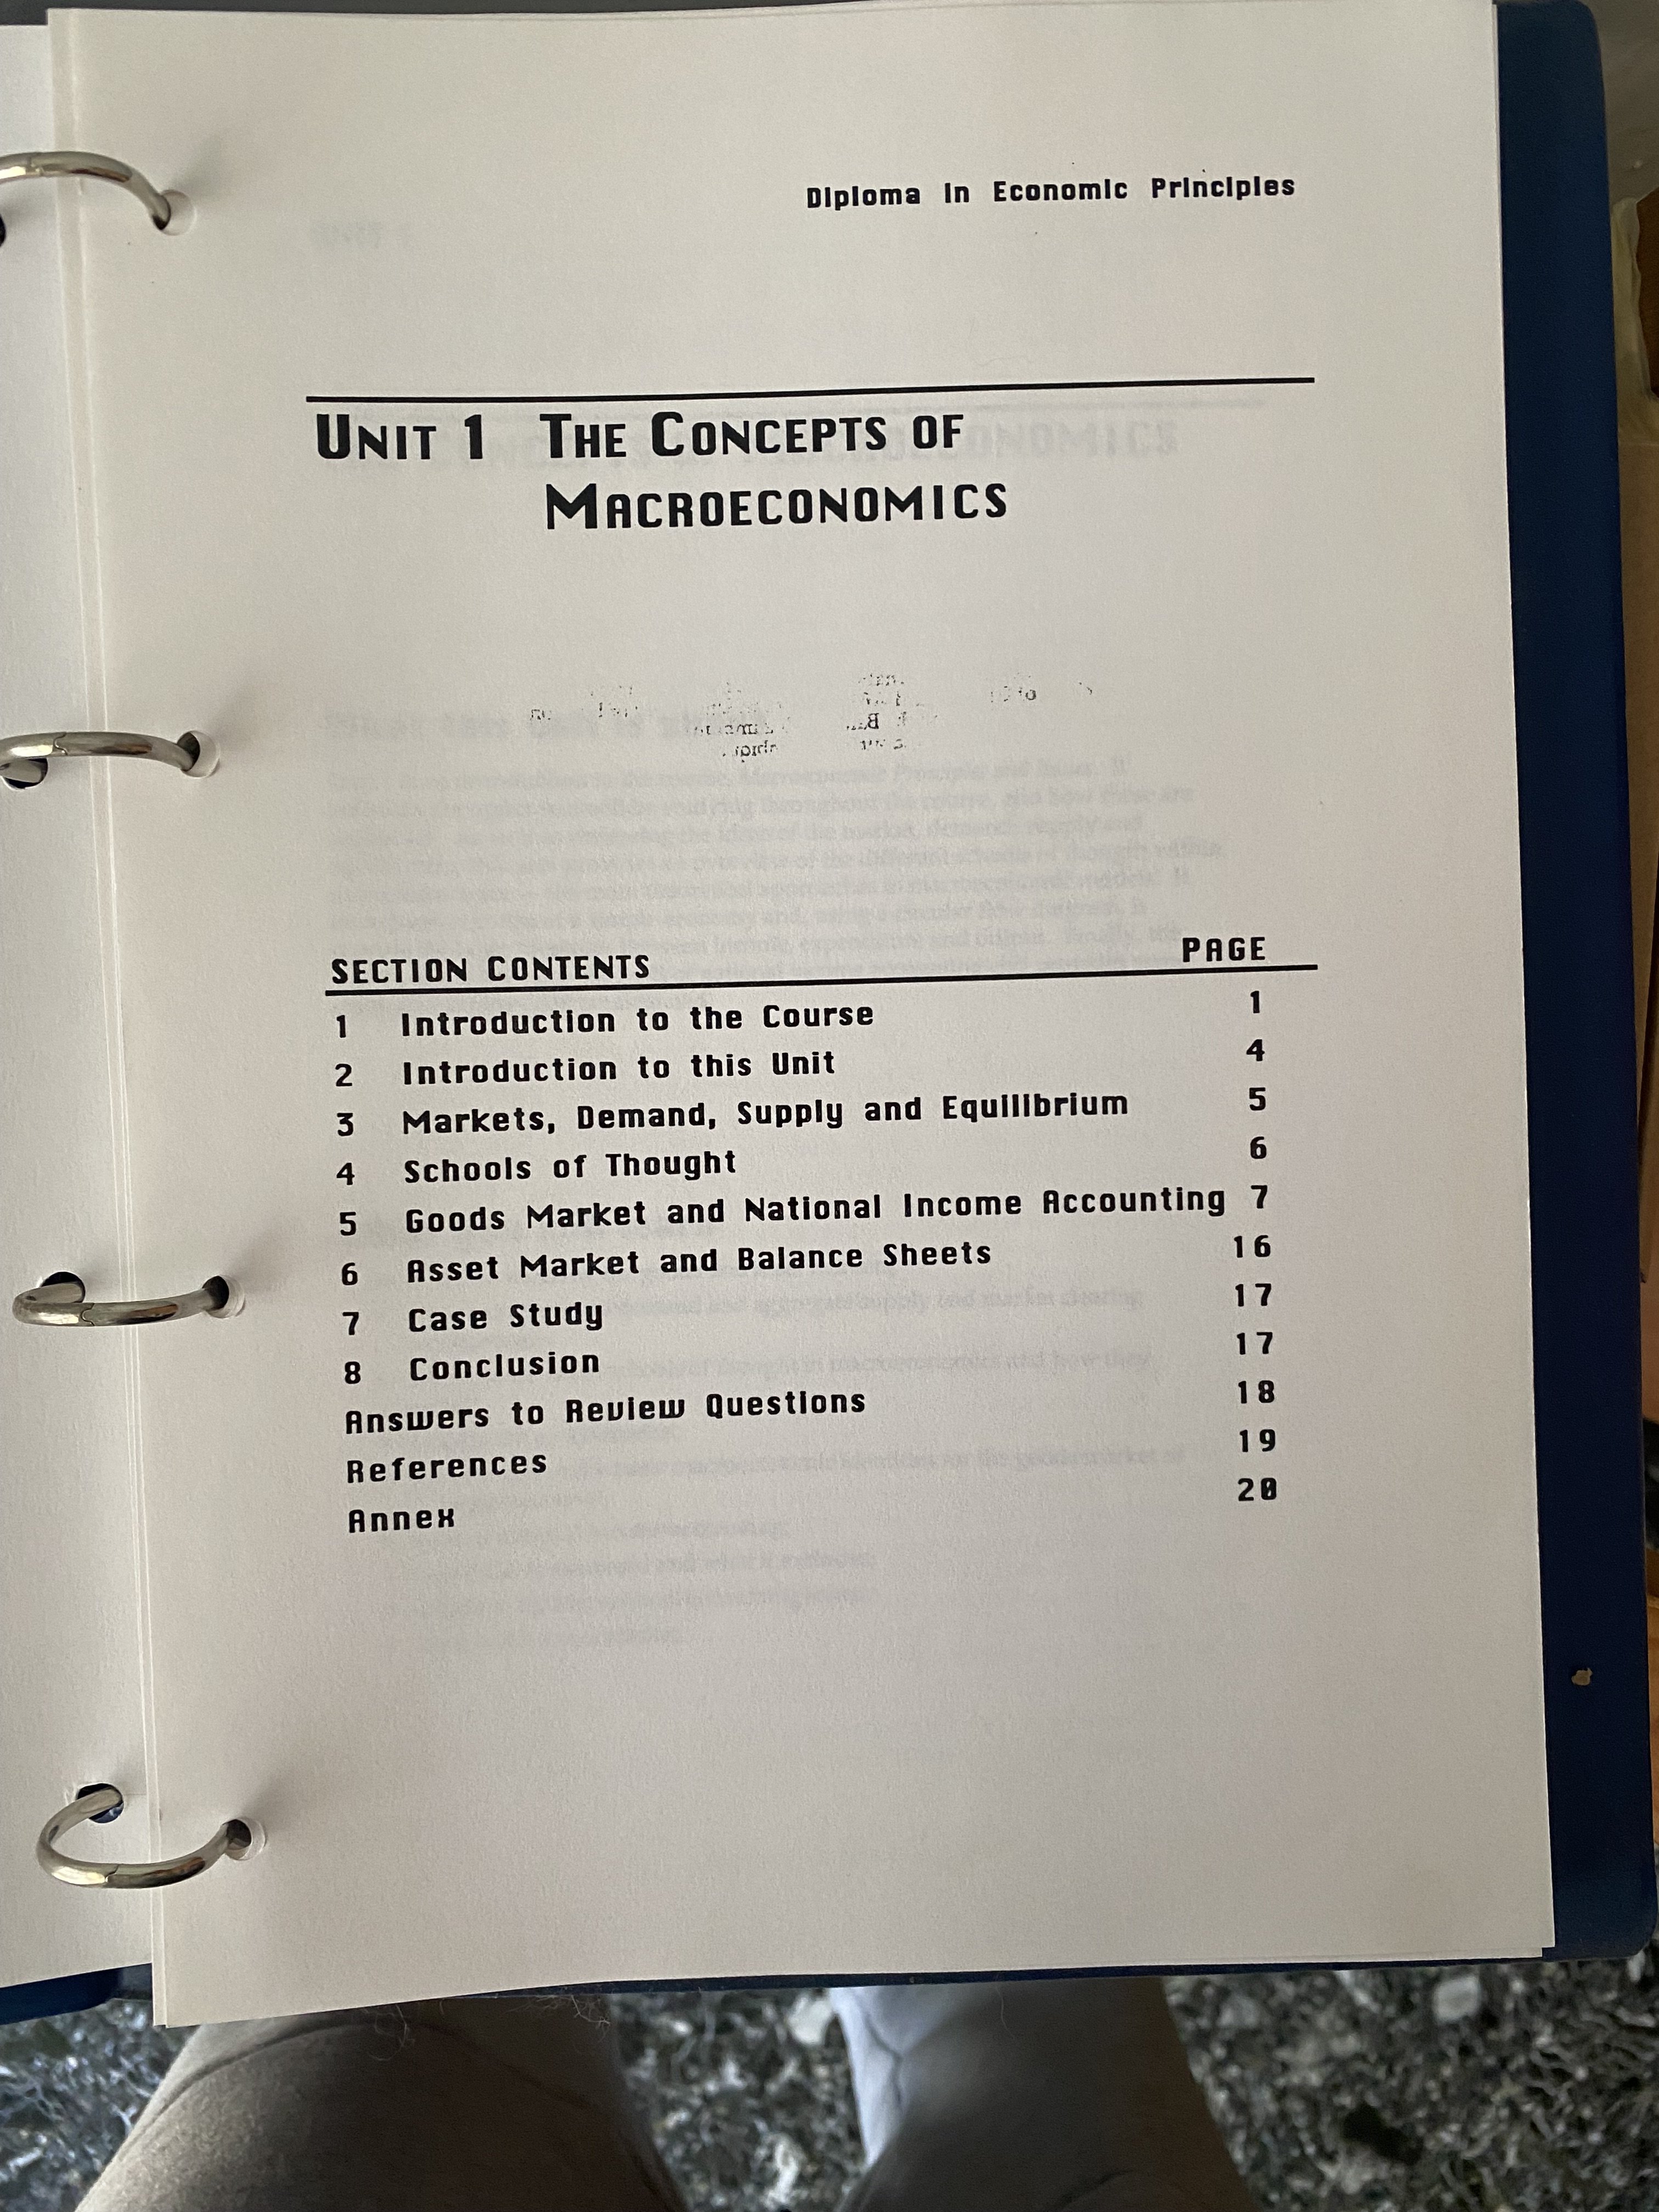 Diploma in Economic Principles
UNIT 1 THE CONCEPTS OF
MACROECONOMICS
SECTION CONTENTS PAGE
1 Introduction to the Course 1
2 Introduction to this Unit 4
3 Markets, Demand, Supply and Equilibrium 5
4 Schools of Thought 6
5 Goods Market and National Income Accounting 7
6 Asset Market and Balance Sheets 16
7 Case Study 17
8 Conclusion 17
Answers to Review Questions 18
References 19
Annex 20